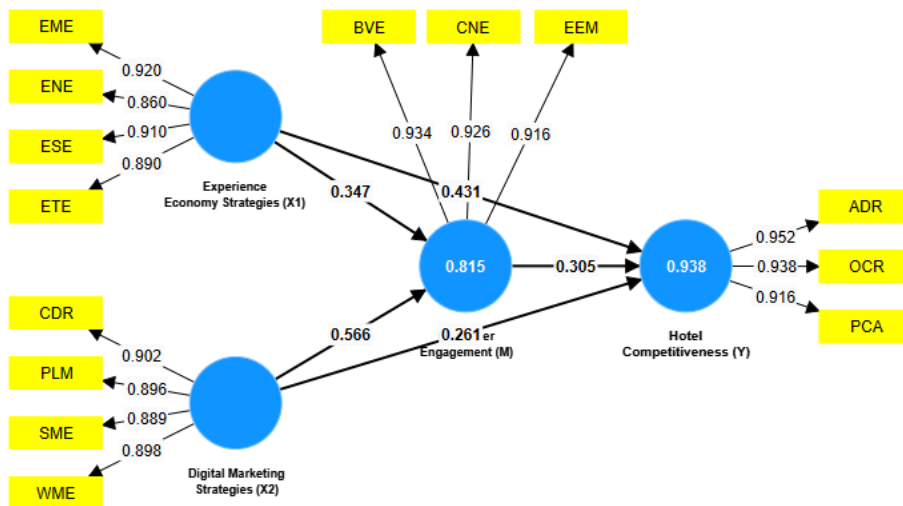 EME
ENE
ESE
ETE
0.920
0.860
0.910
0.890
Experience
Economy Strategies (X1)
BVE
CNE
EEM
0.934
0.926
0.916
0.347
0.431
0.815
0.305
0.938
er
Engagement (M)
0.566
0.261
Hotel
Competitiveness (Y)
0.952
0.938
0.916
ADR
OCR
PCA
CDR
PLM
SME
WME
0.902
0.896
0.889
0.898
Digital Marketing
Strategies (X2)